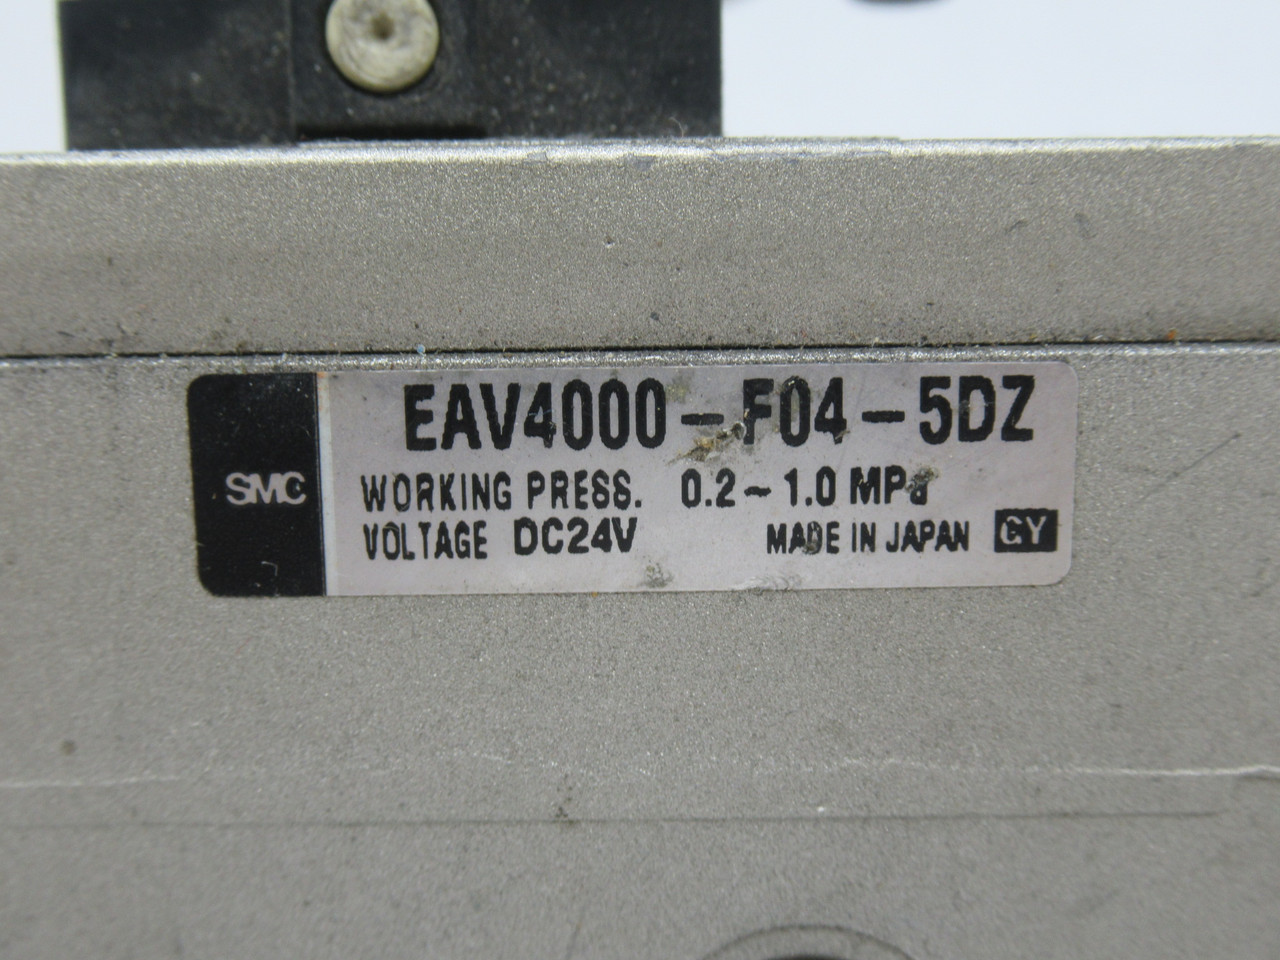 EAV4000-F04-5DZ
SMC
WORKING PRESS. 0.2~1.0 MPa
VOLTAGE DC24V MADE IN JAPAN CY